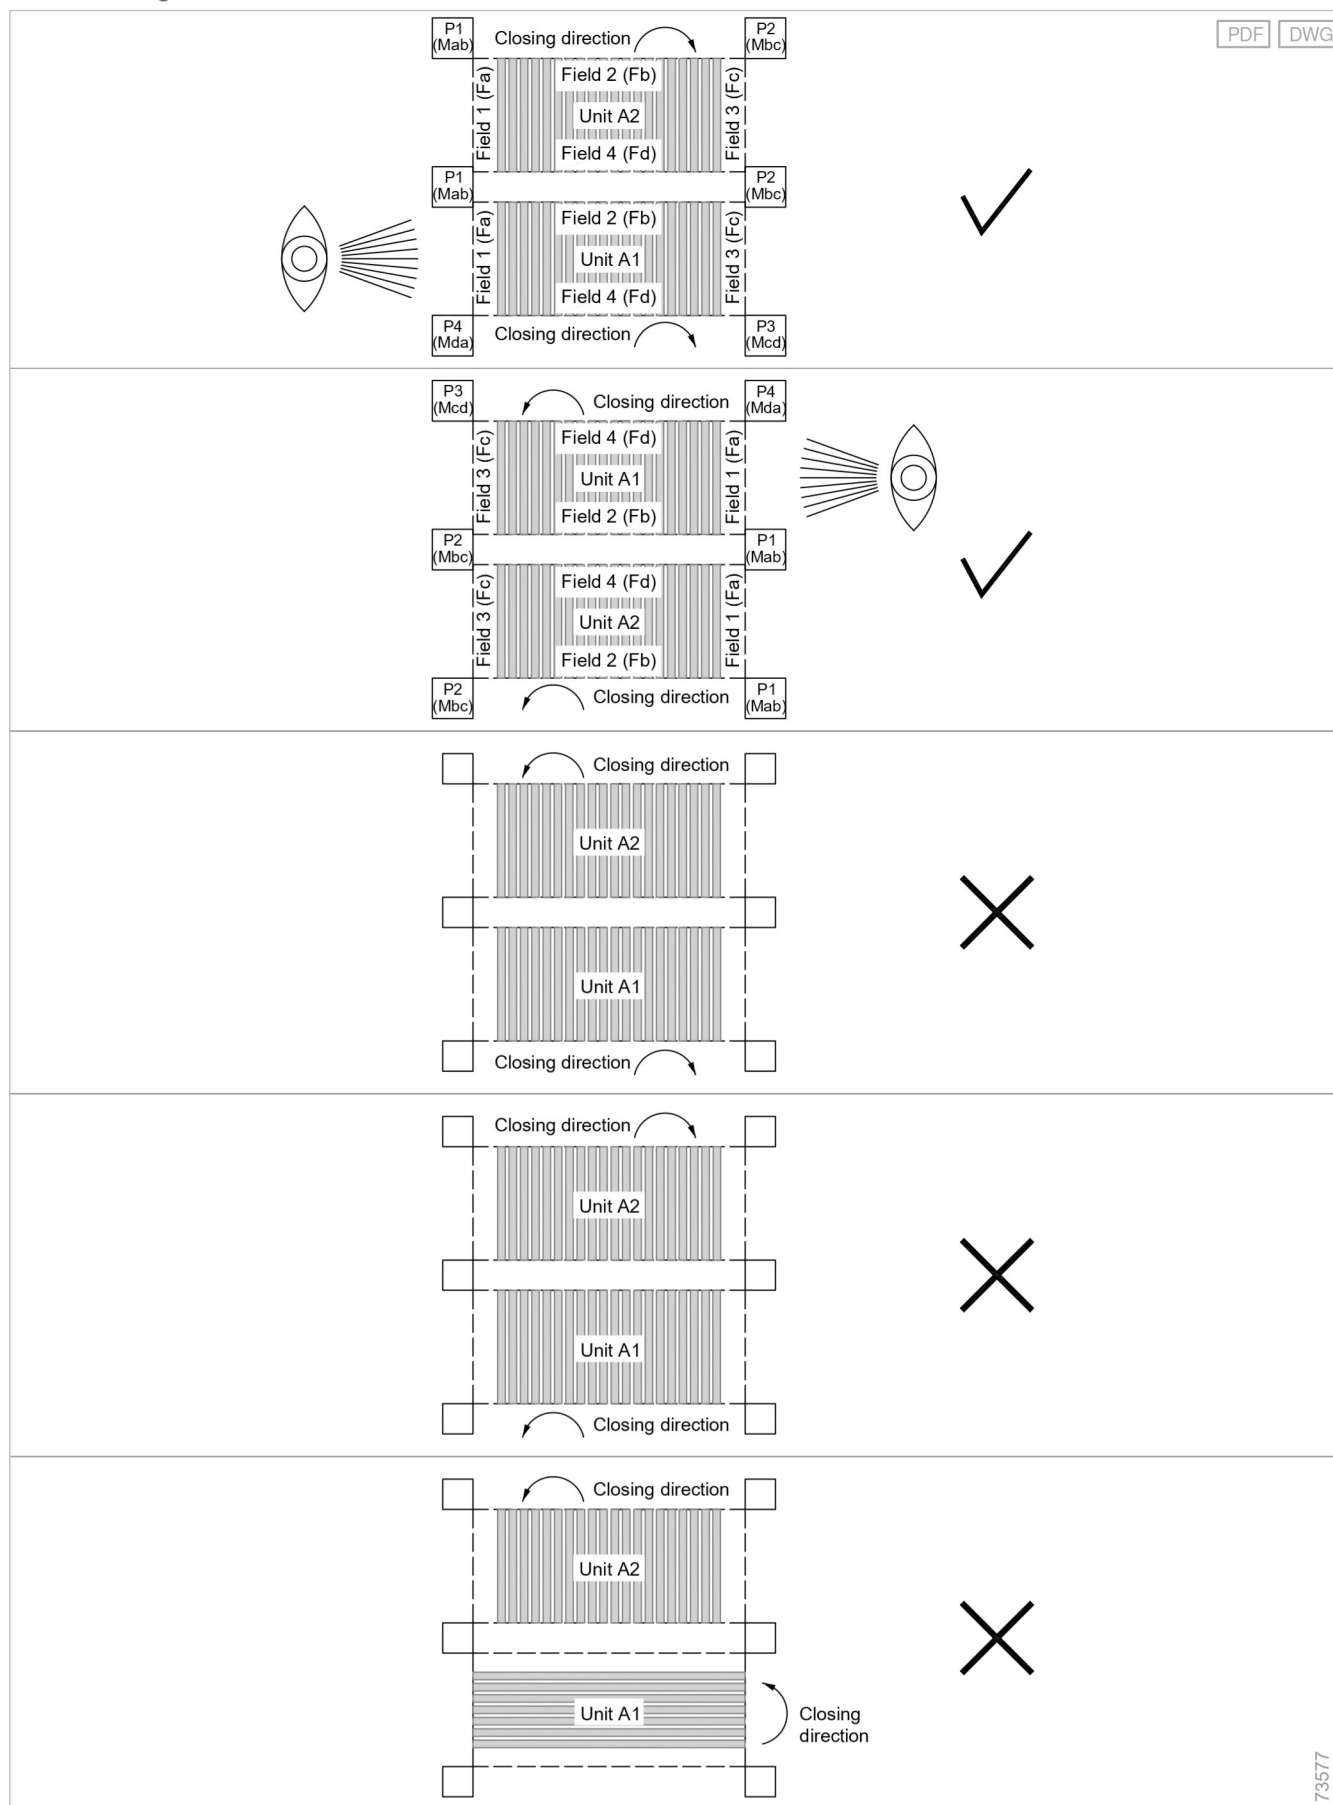 P1
(Mab)
Closing direction
P2
(Mbc)
PDF
DWG
Field 1 (Fa)
Field 2 (Fb)
Unit A2
Field 4 (Fd)
Field 3 (Fc)
P1
(Mab)
P2
(Mbc)
Field 1 (Fa)
Field 2 (Fb)
Unit A1
Field 4 (Fd)
Field 3 (Fc)
P4
(Mda)
Closing direction
P3
(Mcd)
P3
(Mcd)
Closing direction
P4
(Mda)
Field 3 (Fc)
Field 4 (Fd)
Unit A1
Field 2 (Fb)
Field 1 (Fa)
P2
(Mbc)
P1
(Mab)
Field 3 (Fc)
Field 4 (Fd)
Unit A2
Field 2 (Fb)
Field 1 (Fa)
P2
(Mbc)
Closing direction
P1
(Mab)
Closing direction
Unit A2
Unit A1
Closing direction
Closing direction
Unit A2
Unit A1
Closing direction
Closing direction
Unit A2
Unit A1
Closing
direction
73577